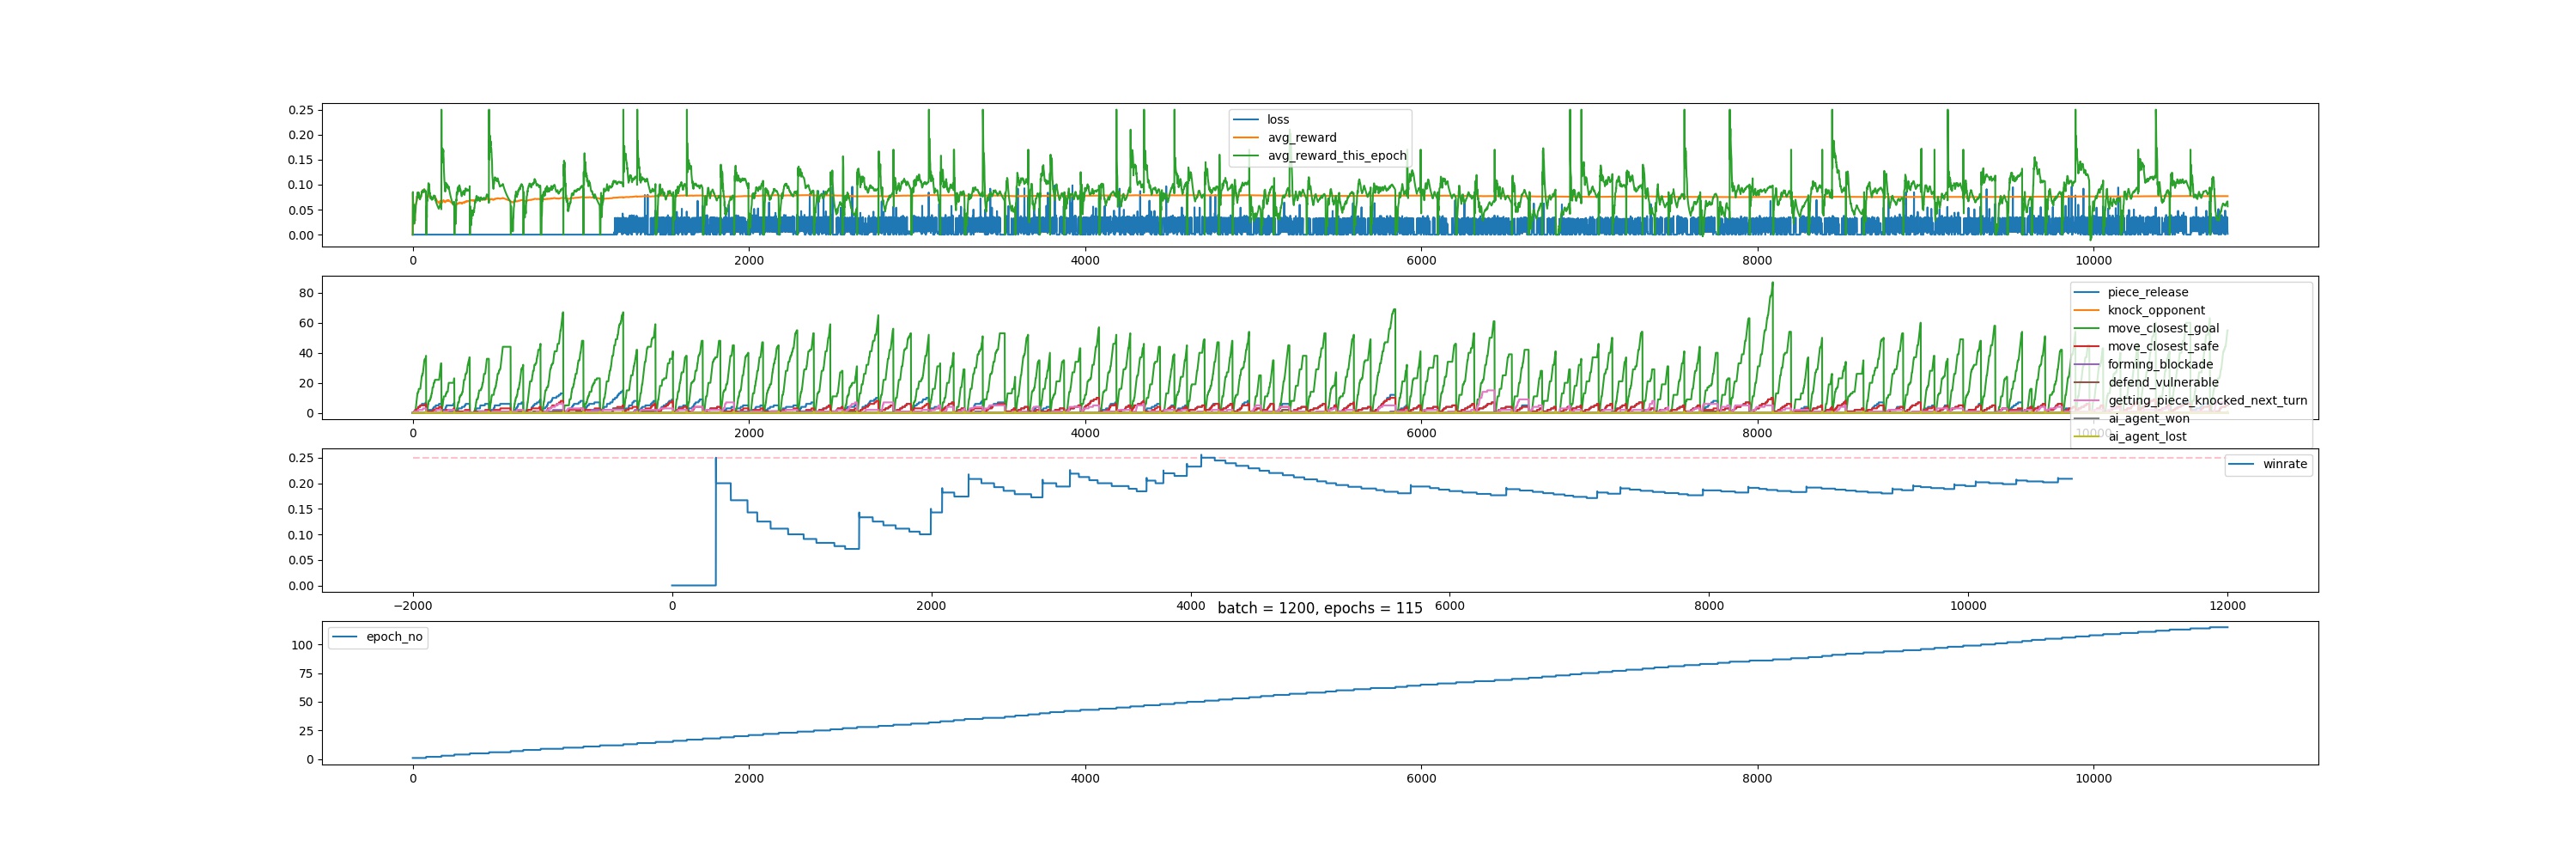 0.25
0.20
0.15
0.10
0.05
0.00
loss
avg_reward
avg_reward_this_epoch
0 2000 4000 6000 8000 10000
80
60
40
20
0
piece_release
knock_opponent
move_closest_goal
move_closest_safe
forming_blockade
defend_vulnerable
getting_piece_knocked_next_turn
ai_agent_won
ai_agent_lost
0 2000 4000 6000 8000 10000
0.25
0.20
0.15
0.10
0.05
0.00
winrate
−2000 0 2000 4000 6000 8000 10000 12000
batch = 1200, epochs = 115
100
75
50
25
0
epoch_no
0 2000 4000 6000 8000 10000